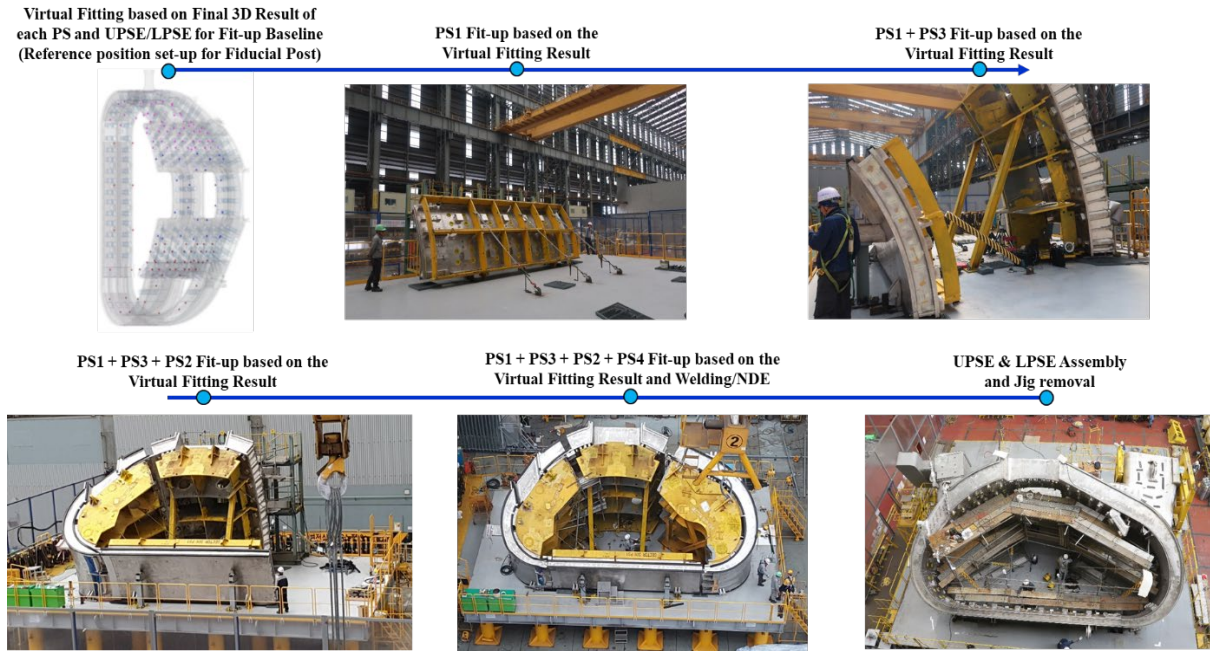 Virtual Fitting based on Final 3D Result of
each PS and UPSE/LPSE for Fit-up Baseline
(Reference position set-up for Fiducial Post)
PS1 Fit-up based on the
Virtual Fitting Result
PS1 + PS3 Fit-up based on the
Virtual Fitting Result
PS1 + PS3 + PS2 Fit-up based on the
Virtual Fitting Result
PS1 + PS3 + PS2 + PS4 Fit-up based on the
Virtual Fitting Result and Welding/NDE
UPSE & LPSE Assembly
and Jig removal
2